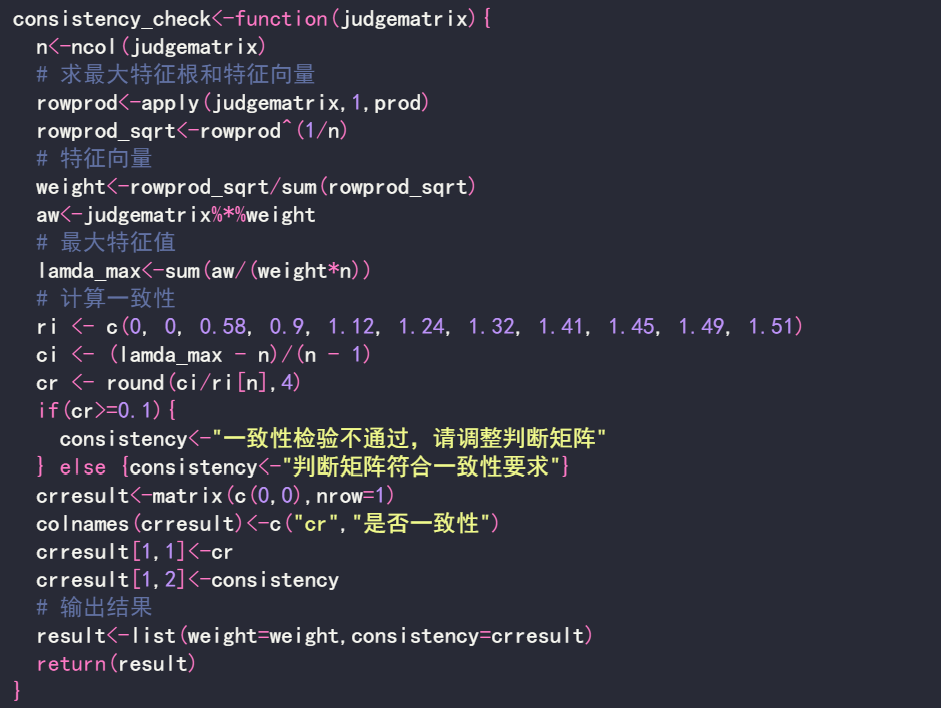 consistency_check<-function(judgematrix){
  n<-ncol(judgematrix)
  # 求最大特征根和特征向量
  rowprod<-apply(judgematrix,1,prod)
  rowprod_sqrt<-rowprod^(1/n)
  # 特征向量
  weight<-rowprod_sqrt/sum(rowprod_sqrt)
  aw<-judgematrix%*%weight
  # 最大特征值
  lamda_max<-sum(aw/(weight*n))
  # 计算一致性
  ri <- c(0, 0, 0.58, 0.9, 1.12, 1.24, 1.32, 1.41, 1.45, 1.49, 1.51)
  ci <- (lamda_max - n)/(n - 1)
  cr <- round(ci/ri[n],4)
  if(cr>=0.1){
    consistency<-"一致性检验不通过，请调整判断矩阵"
  } else {consistency<-"判断矩阵符合一致性要求"}
  crresult<-matrix(c(0,0),nrow=1)
  colnames(crresult)<-c("cr","是否一致性")
  crresult[1,1]<-cr
  crresult[1,2]<-consistency
  # 输出结果
  result<-list(weight=weight,consistency=crresult)
  return(result)
}